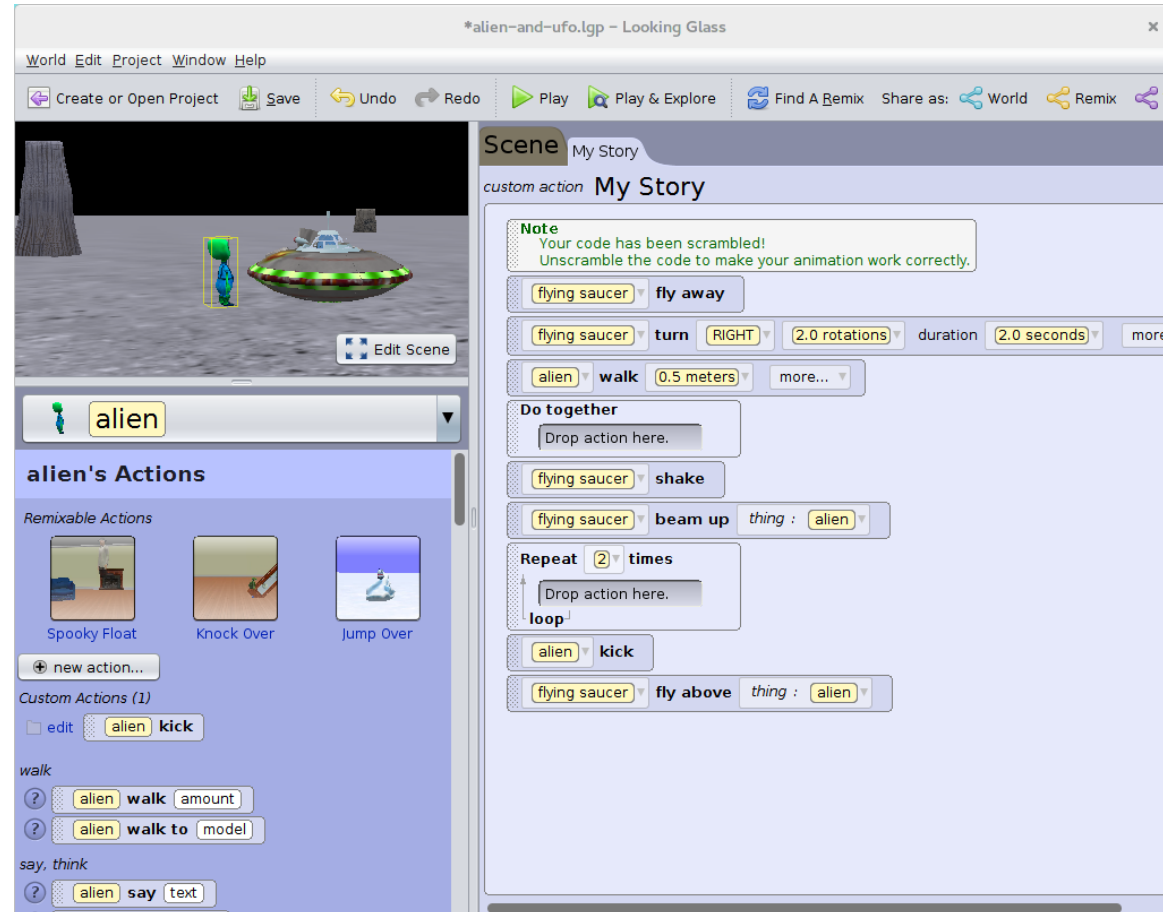 *alien-and-ufo.lgp – Looking Glass
World Edit Project Window Help
Create or Open Project Save Undo Redo Play Play & Explore Find A Remix Share as: World Remix
Edit Scene
alien
alien's Actions
Remixable Actions
Spooky Float Knock Over Jump Over
new action...
Custom Actions (1)
edit alien kick
walk
? alien walk amount
? alien walk to model
say, think
? alien say text
Scene My Story
custom action My Story
Note
Your code has been scrambled!
Unscramble the code to make your animation work correctly.
flying saucer fly away
flying saucer turn RIGHT 2.0 rotations duration 2.0 seconds more
alien walk 0.5 meters more...
Do together
Drop action here.
flying saucer shake
flying saucer beam up thing : alien
Repeat 2 times
Drop action here.
loop
alien kick
flying saucer fly above thing : alien